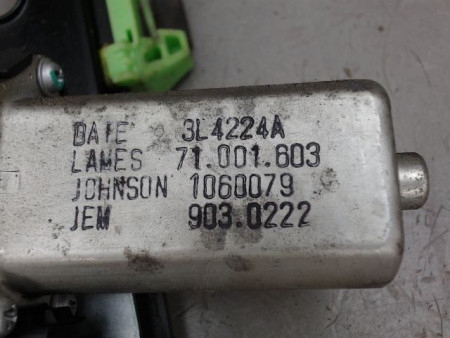 DATE 3L4224A
LAMES 71.001.603
JOHNSON 1060079
JEM 903.0222